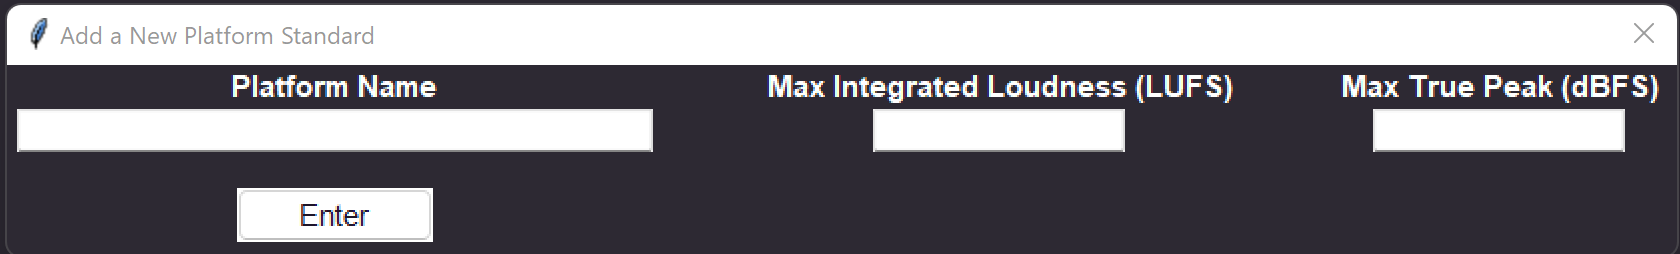 Add a New Platform Standard
Platform Name Max Integrated Loudness (LUFS) Max True Peak (dBFS)
Enter